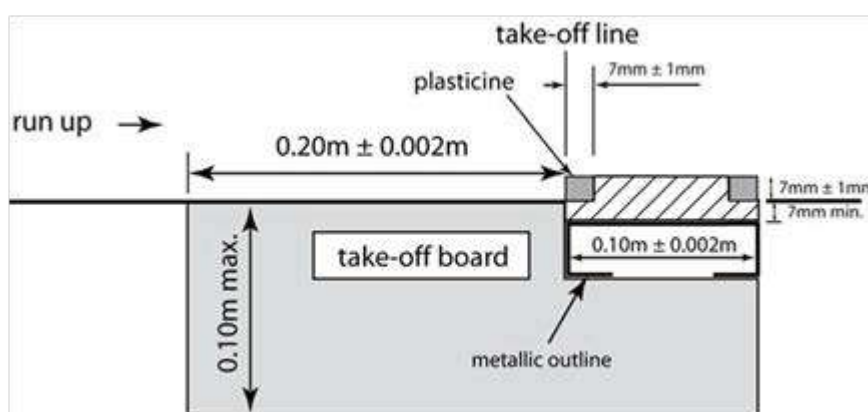 take-off line
7mm ± 1mm
plasticine
run up
0.20m ± 0.002m
7mm ± 1mm
7mm min.
0.10m max.
take-off board
0.10m ± 0.002m
metallic outline